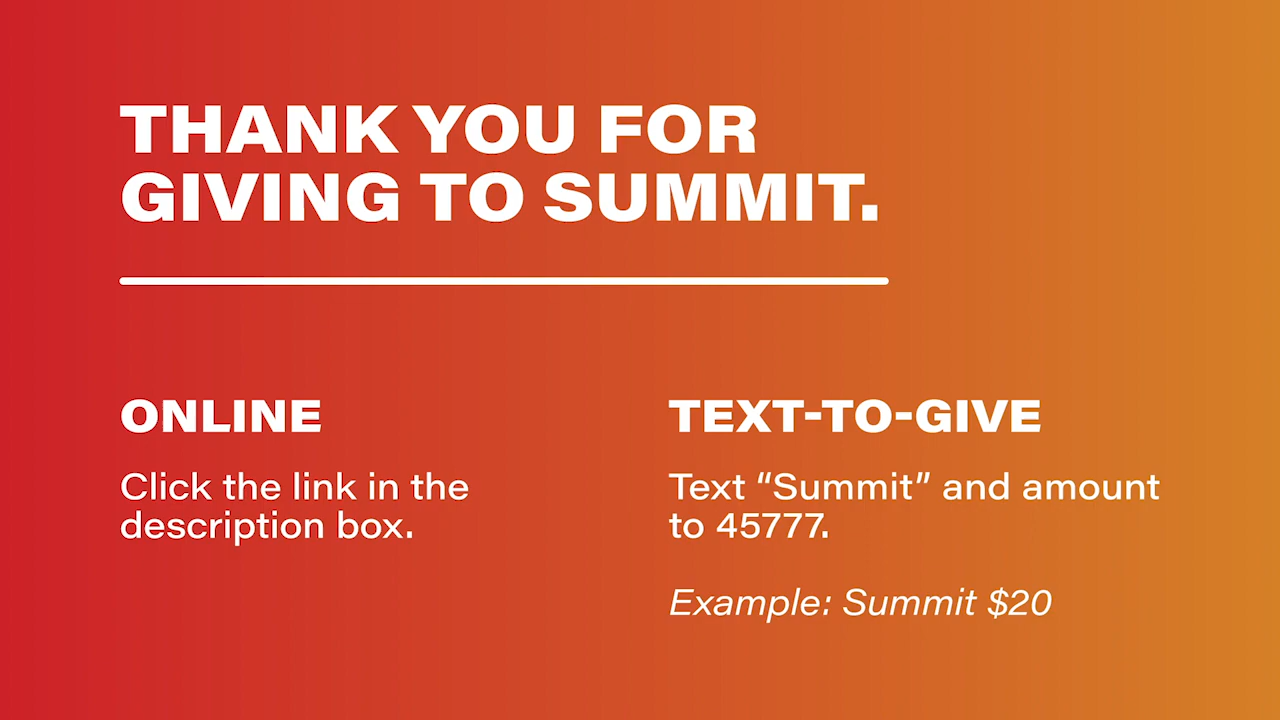 THANK YOU FOR
GIVING TO SUMMIT.
ONLINE
Click the link in the
description box.
TEXT-TO-GIVE
Text “Summit” and amount
to 45777.
Example: Summit $20